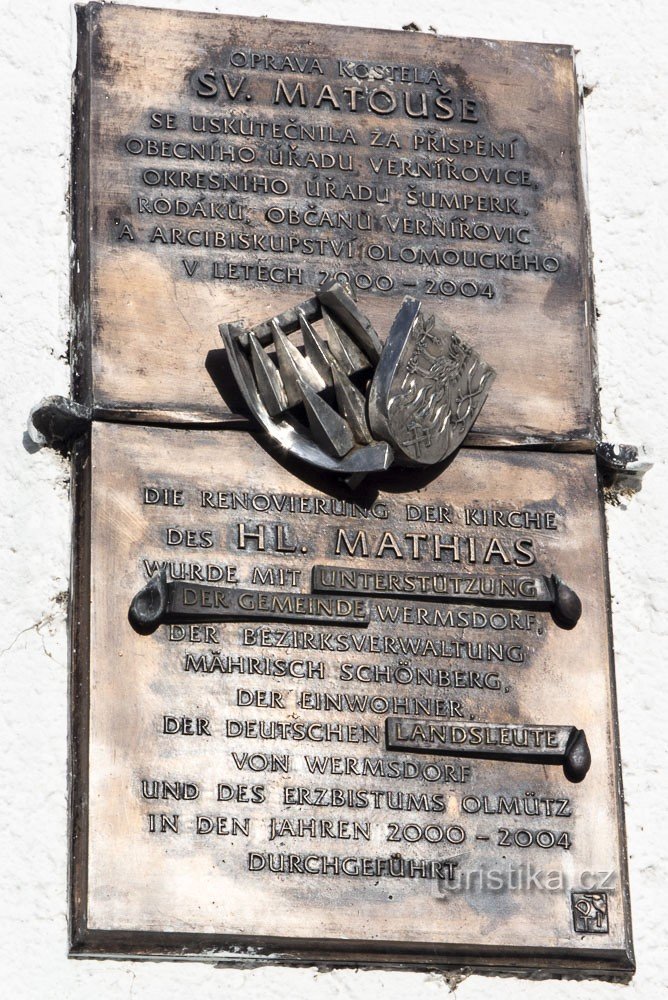 OPRAVA KOSTELA
SV. MATOUŠE
SE USKUTEČNILA ZA PŘISPĚNÍ
OBECNÍHO ÚŘADU VERNÍŘOVICE,
OKRESNÍHO ÚŘADU ŠUMPERK,
RODÁKŮ, OBČANŮ VERNÍŘOVIC
A ARCIBISKUPSTVÍ OLOMOUCKÉHO
V LETECH 2000 – 2004
DIE RENOVIERUNG DER KIRCHE
DES HL. MATHIAS
WURDE MIT UNTERSTÜTZUNG
DER GEMEINDE WERMSDORF,
DER BEZIRKSVERWALTUNG
MÄHRISCH SCHÖNBERG,
DER EINWOHNER,
DER DEUTSCHEN LANDSLEUTE
VON WERMSDORF
UND DES ERZBISTUMS OLMÜTZ
IN DEN JAHREN 2000 – 2004
DURCHGEFÜHRT
turistika.cz